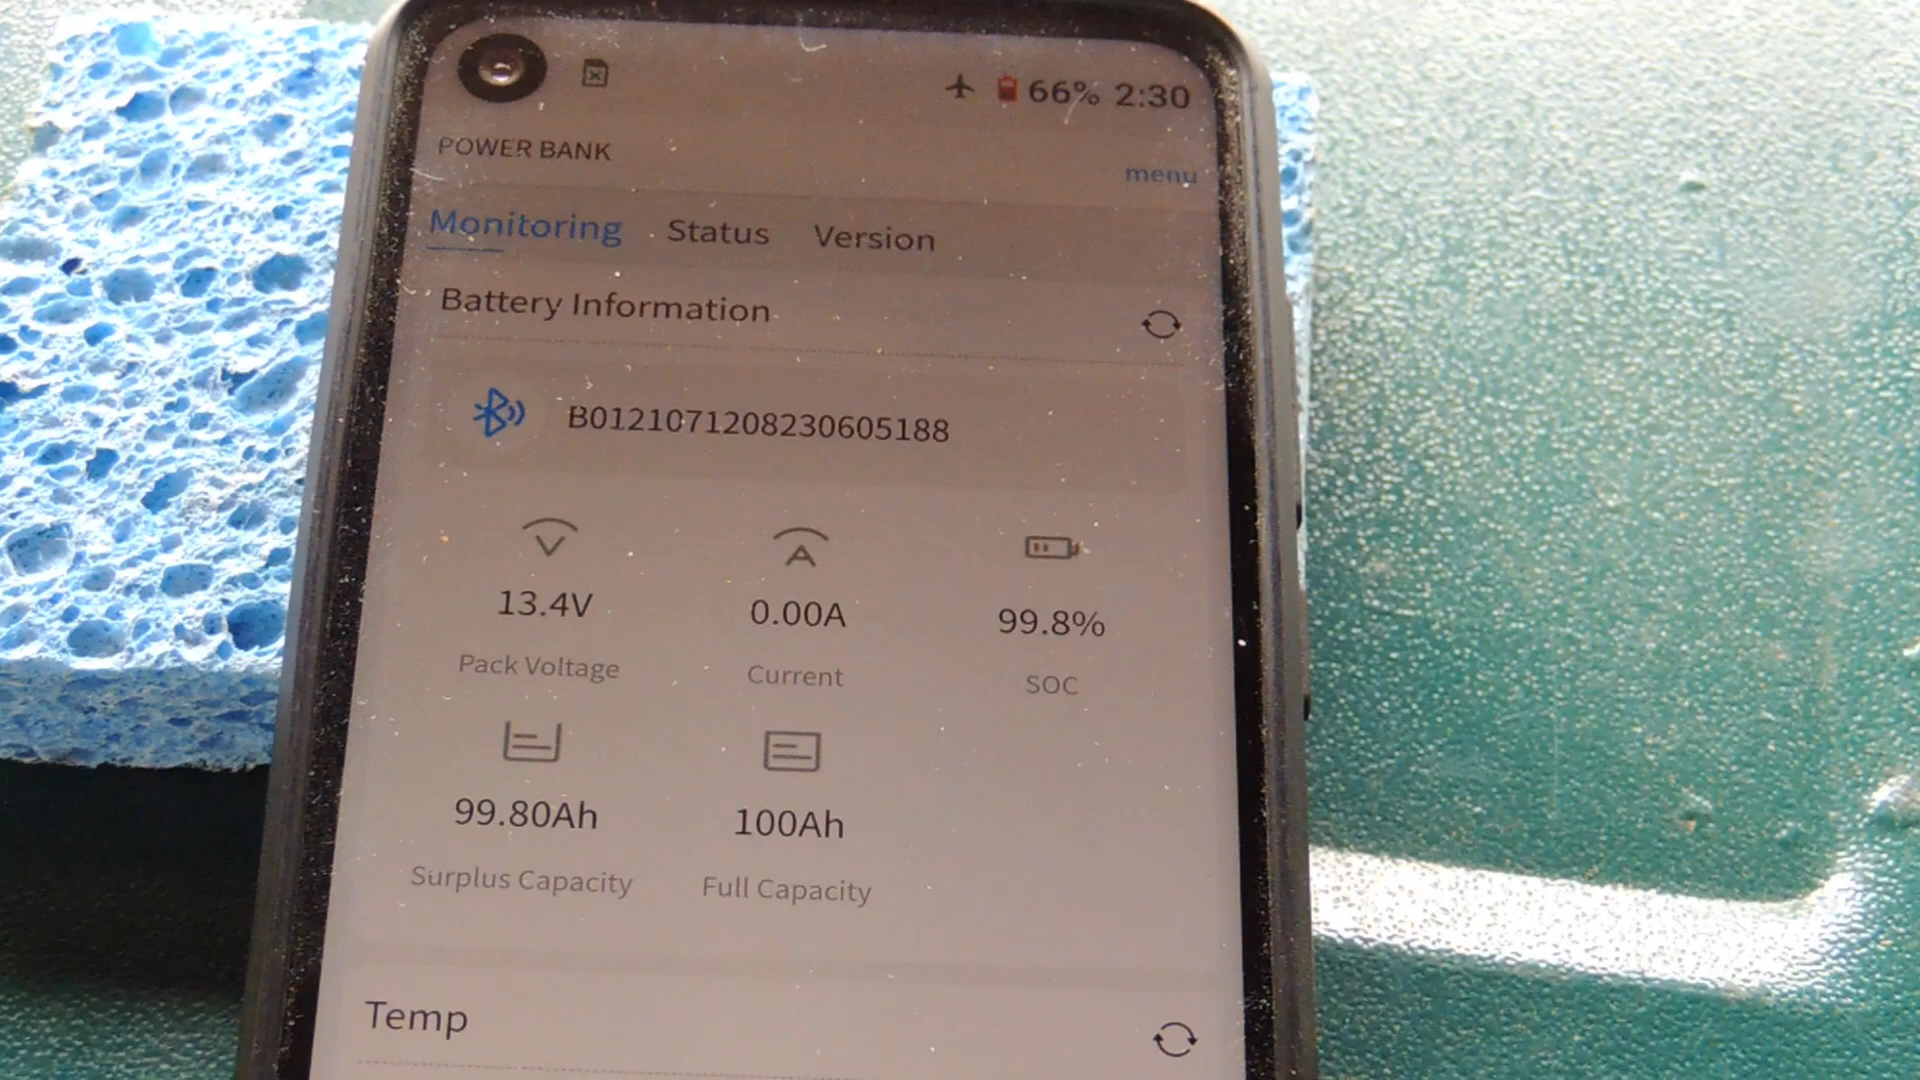 66% 2:30
POWER BANK
menu
Monitoring Status Version
Battery Information
B0121071208230605188
13.4V 0.00A 99.8%
Pack Voltage Current SOC
99.80Ah 100Ah
Surplus Capacity Full Capacity
Temp